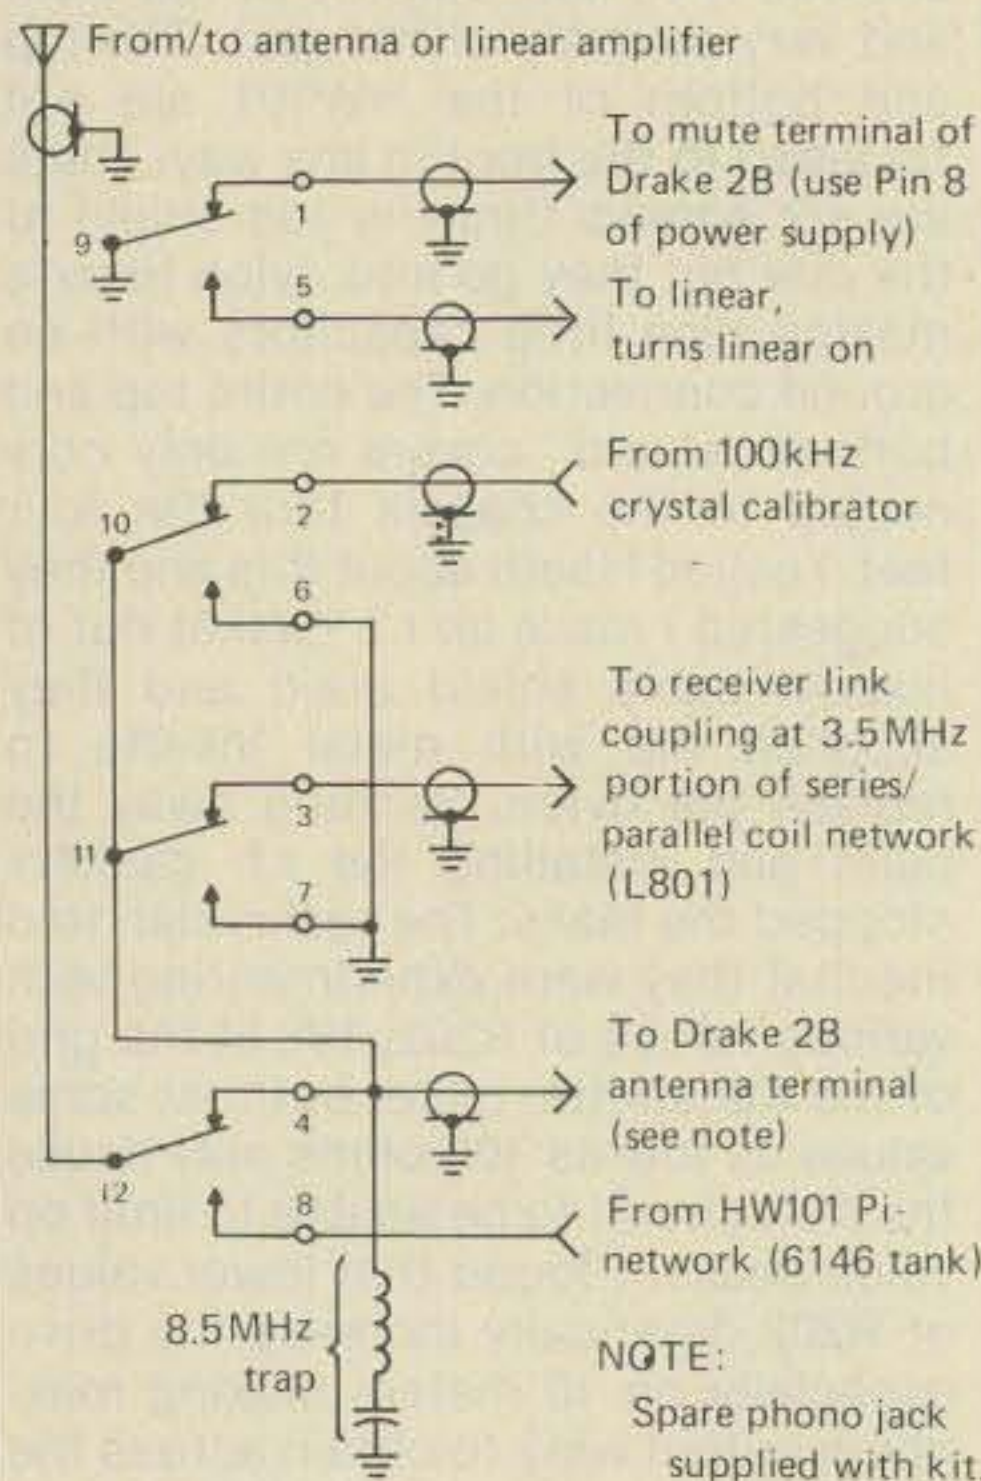 From/to antenna or linear amplifier
To mute terminal of
Drake 2B (use Pin 8
of power supply)
1
9
5
To linear,
turns linear on
From 100kHz
crystal calibrator
2
10
6
To receiver link
coupling at 3.5MHz
portion of series/
parallel coil network
(L801)
3
11
7
To Drake 2B
antenna terminal
(see note)
4
12
8
From HW101 Pi-
network (6146 tank)
8.5MHz
trap
NOTE:
Spare phono jack
supplied with kit